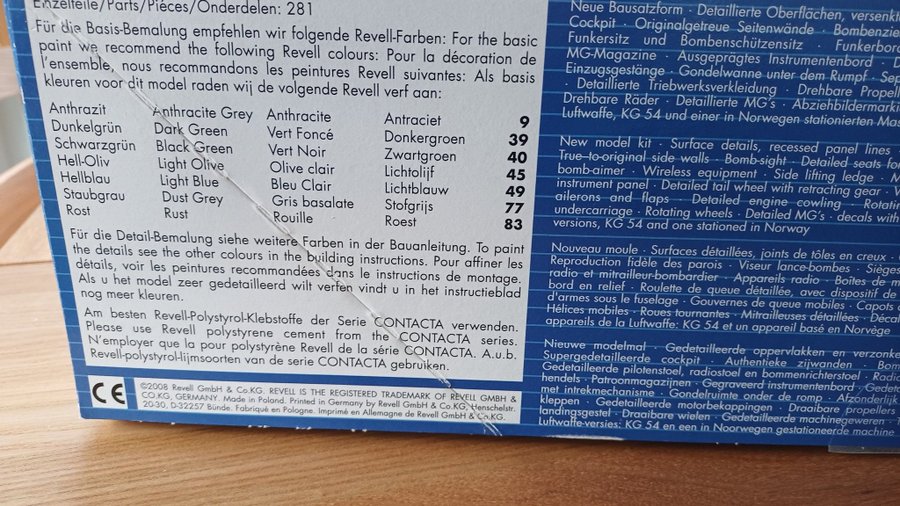 Einzelteile/Parts/Pièces/Onderdelen: 281
Für die Basis-Bemalung empfehlen wir folgende Revell-Farben: For the basic
paint we recommend the following Revell colours: Pour la décoration de
l'ensemble, nous recommandons les peintures Revell suivantes: Als basis
kleuren voor dit model raden wij de volgende Revell verf aan:
Anthrazit Anthracite Grey Anthracite Antraciet 9
Dunkelgrün Dark Green Vert Foncé Donkergroen 39
Schwarzgrün Black Green Vert Noir Zwartgroen 40
Hell-Oliv Light Olive Olive clair Lichtolijf 45
Hellblau Light Blue Bleu Clair Lichtblauw 49
Staubgrau Dust Grey Gris basalate Stofgrijs 77
Rost Rust Rouille Roest 83
Für die Detail-Bemalung siehe weitere Farben in der Bauanleitung. To paint
the details see the other colours in the building instructions. Pour affiner les
détails, voir les peintures recommandées dans le instructions de montage.
Als u het model zeer gedetailleerd wilt verfen vindt u in het instructieblad
nog meer kleuren.
Am besten Revell-Polystyrol-Klebstoffe der Serie CONTACTA verwenden.
Please use Revell polystyrene cement from the CONTACTA series.
N'employer que la pour polystyrène Revell de la série CONTACTA. A.u.b.
Revell-polystyrol-lijmsoorten van de serie CONTACTA gebruiken.
CE
©2008 Revell GmbH & Co.KG. REVELL IS THE REGISTERED TRADEMARK OF REVELL GMBH &
CO.KG, GERMANY. Made in Poland. Printed in Germany by Revell GmbH & Co.KG, Henschelstr.
20-30, D-32257 Bünde. Fabriqué en Pologne. Imprimé en Allemagne de Revell GmbH & Co.KG.
Neue Bausatzform · Detaillierte Oberflächen, versenkt
Cockpit · Originalgetreue Seitenwände · Bombenzie
Funkersitz und Bombenschützensitz · Funkerbord
MG-Magazine · Ausgeprägtes Instrumentenbord · De
Einzugsgestänge · Gondelwanne unter dem Rumpf · Sep
· Detaillierte Triebwerksverkleidung · Drehbare Propell
Drehbare Räder · Detaillierte MG's · Abziehbildermarki
Luftwaffe, KG 54 und einer in Norwegen stationierten Mas
New model kit · Surface details, recessed panel lines ·
True-to-original side walls · Bomb-sight · Detailed seats for
bomb-aimer · Wireless equipment · Side lifting ledge · M
instrument panel · Detailed tail wheel with retracting gear · V
ailerons and flaps · Detailed engine cowling · Rotatin
undercarriage · Rotating wheels · Detailed MG's · decals with
versions, KG 54 and one stationed in Norway
Nouveau moule · Surfaces détaillées, joints de tôles en creux ·
Reproduction fidèle des parois · Viseur lance-bombes · Sièges
radio et mitrailleur-bombardier · Appareils radio · Boites de m
bord en relief · Roulette de queue détaillée, avec dispositif de
d'armes sous le fuselage · Gouvernes de queue mobiles · Capots d
Hélices mobiles · Roues tournantes · Mitrailleuses détaillées · Décal
appareils de la Luftwaffe: KG 54 et un appareil basé en Norvège
Nieuwe modelmal · Gedetailleerde oppervlakken en verzonke
Supergedetailleerde cockpit · Authentieke zijwanden · Bom
Gedetailleerde pilotenstoel, radiostoel en bommenrichterstoel · Radio
hendels · Patroonmagazijnen · Gegraveerd instrumentenbord · Gedeta
met intrekmechanisme · Gondelruimte onder de romp · Afzonderlijk
kleppen · Gedetailleerde motorbekappingen · Draaibare propellers
landingsgestel · Draaibare wielen · Gedetailleerde machinegeweren · T
Luftwaffe-versies: KG 54 en een in Noorwegen gestationeerde machine